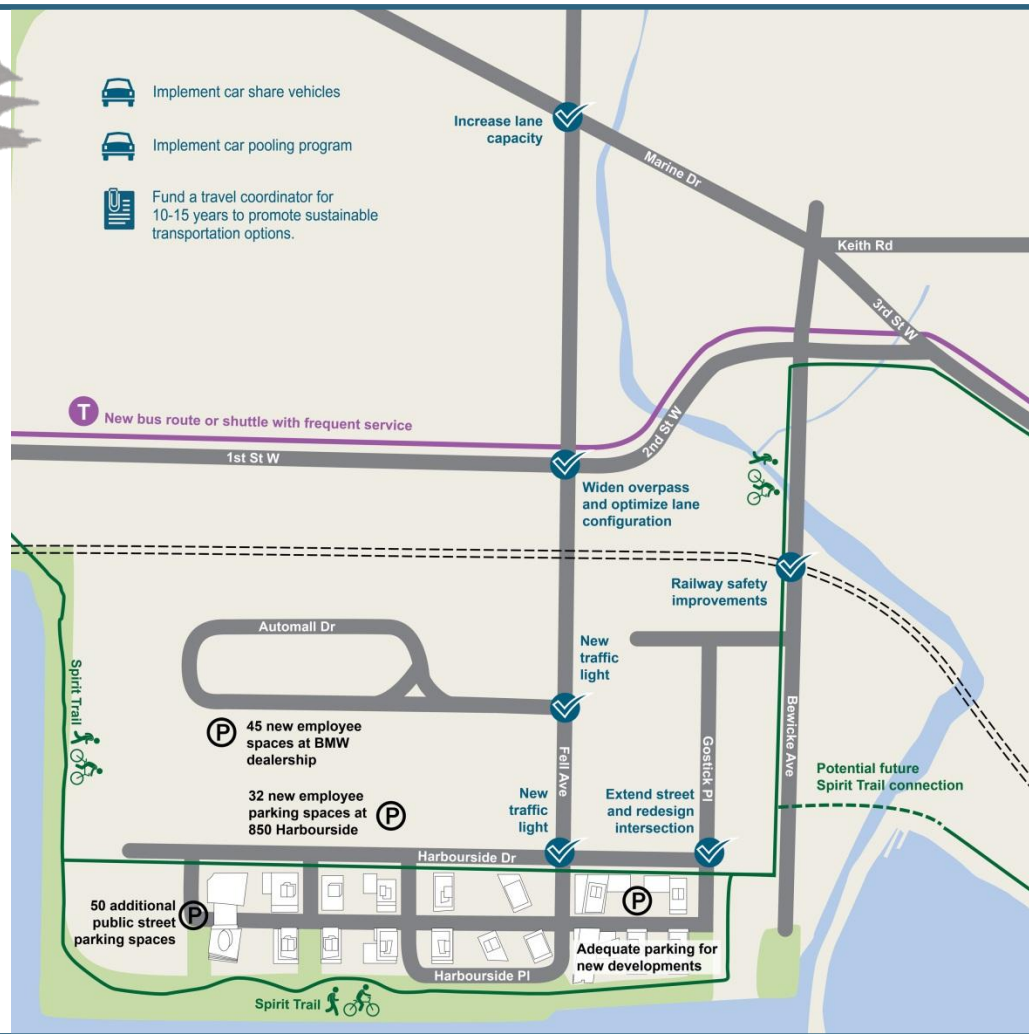 Implement car share vehicles
Implement car pooling program
Fund a travel coordinator for
10-15 years to promote sustainable
transportation options.
Increase lane
capacity
Marine Dr
Keith Rd
3rd St W
T
New bus route or shuttle with frequent service
1st St W
2nd St W
Widen overpass
and optimize lane
configuration
Railway safety
improvements
Automall Dr
New
traffic
light
Spirit Trail
P
45 new employee
spaces at BMW
dealership
Fell Ave
Gostick Pl
Bewicke Ave
Potential future
Spirit Trail connection
32 new employee
parking spaces at
850 Harbourside
P
New
traffic
light
Extend street
and redesign
intersection
Harbourside Dr
50 additional
public street
parking spaces
P
P
Adequate parking for
new developments
Harbourside Pl
Spirit Trail